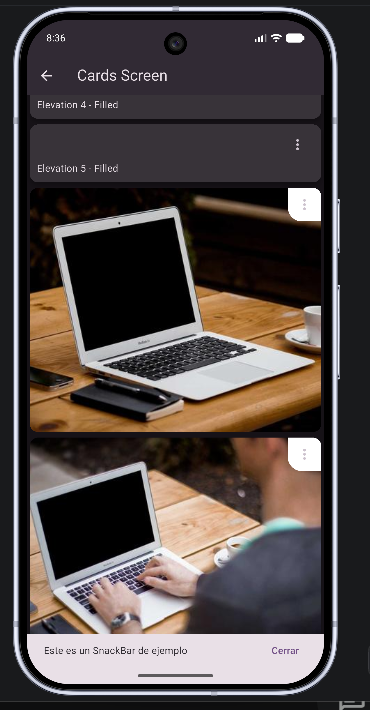 8:36
Cards Screen
Elevation 4 - Filled
Elevation 5 - Filled
Este es un SnackBar de ejemplo
Cerrar